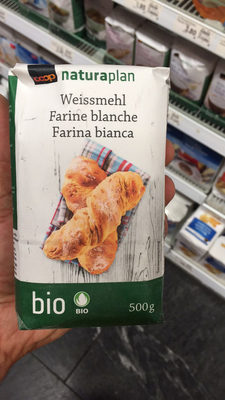 coop naturaplan
Weissmehl
Farine blanche
Farina bianca
bio
BIO
500g